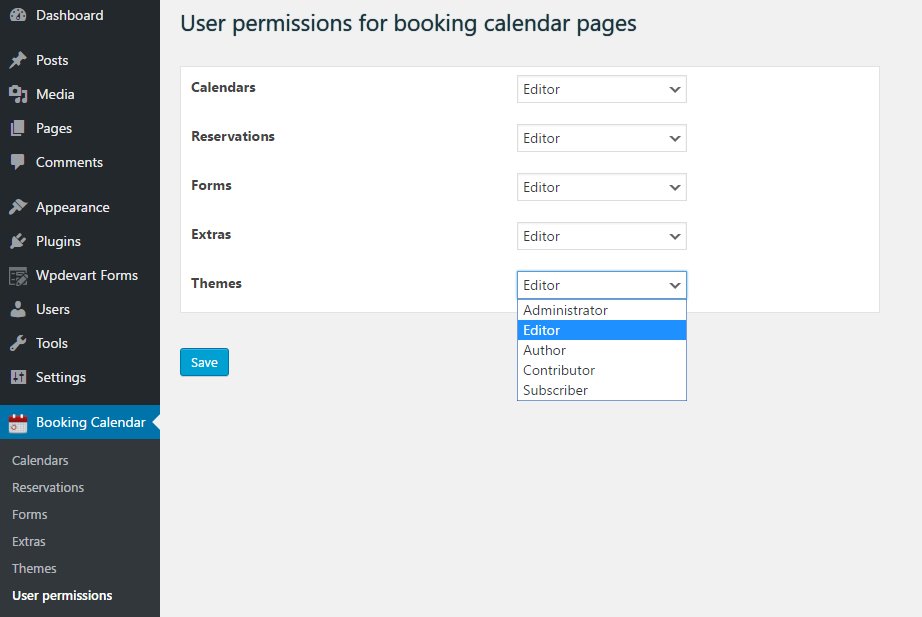 Dashboard
Posts
Media
Pages
Comments
Appearance
Plugins
Wpdevart Forms
Users
Tools
Settings
Booking Calendar
Calendars
Reservations
Forms
Extras
Themes
User permissions
User permissions for booking calendar pages
Calendars Editor
Reservations Editor
Forms Editor
Extras Editor
Themes Editor
Administrator
Editor
Author
Contributor
Subscriber
Save